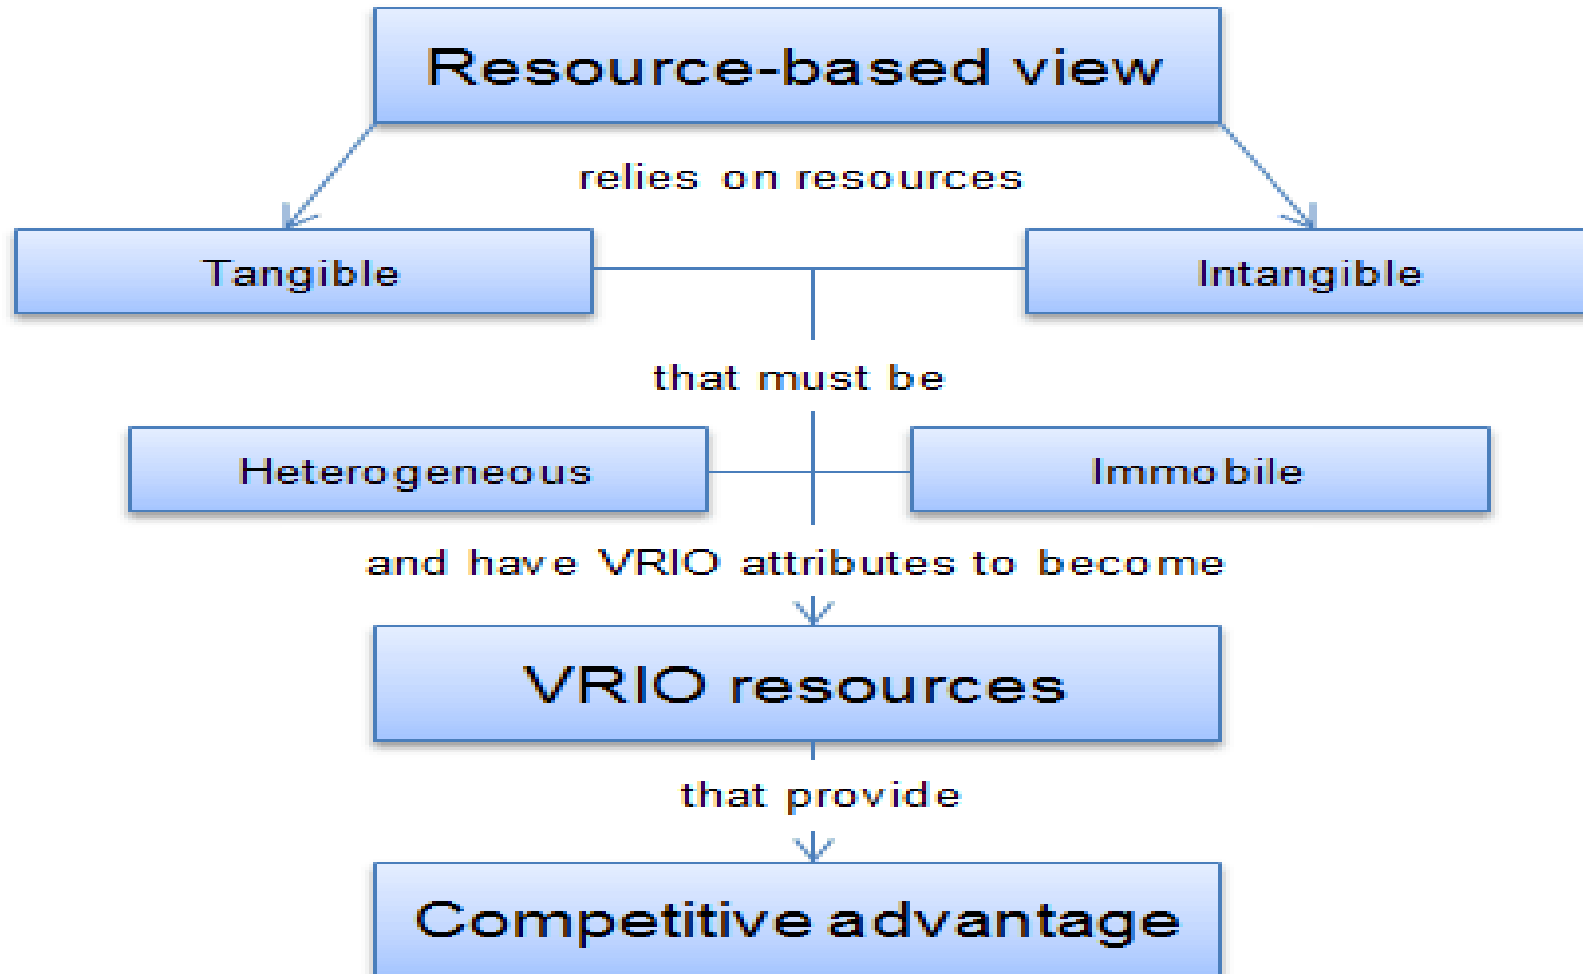 Resource-based view
relies on resources
Tangible
Intangible
that must be
Heterogeneous
Immobile
and have VRIO attributes to become
VRIO resources
that provide
Competitive advantage